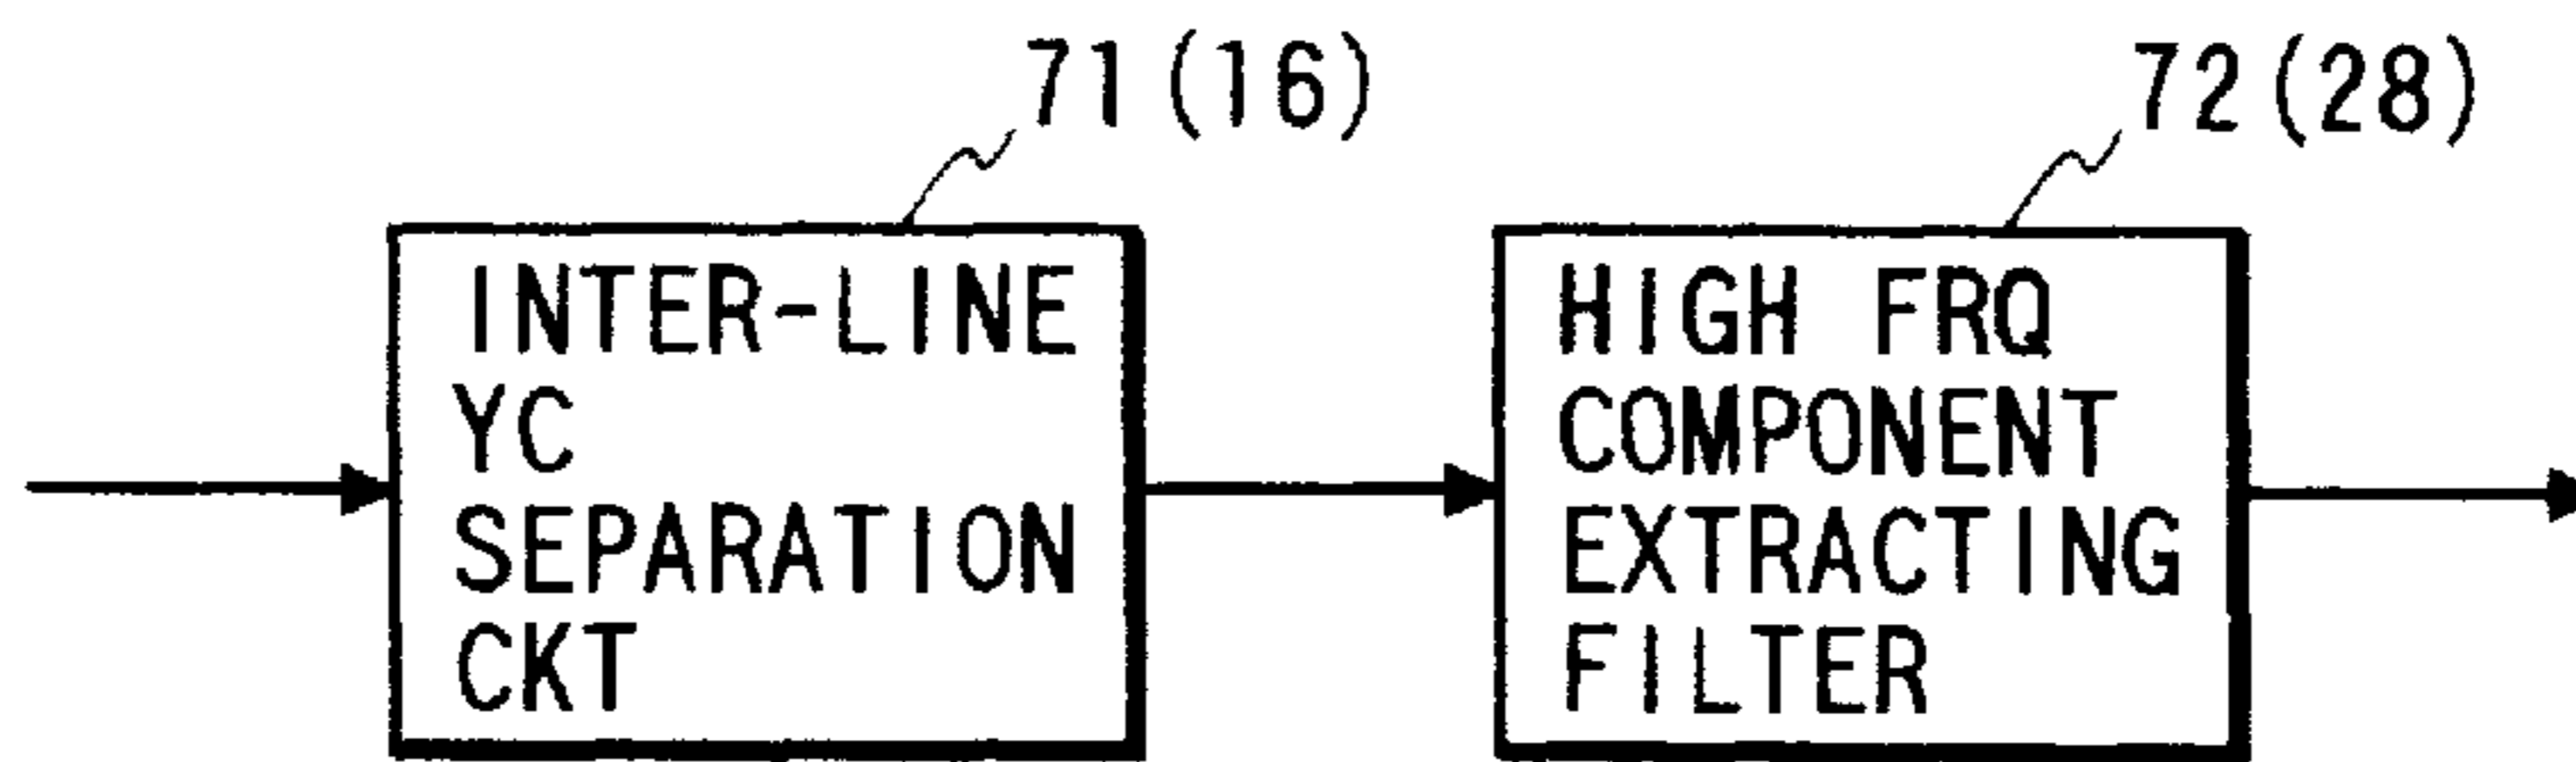 71(16)
72(28)
INTER-LINE
YC
SEPARATION
CKT
HIGH FRQ
COMPONENT
EXTRACTING
FILTER